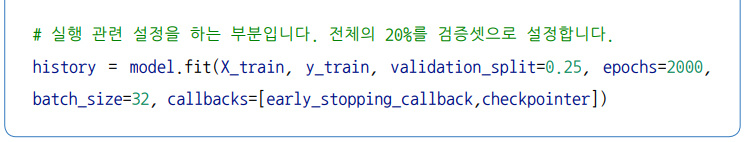 # 실행 관련 설정을 하는 부분입니다. 전체의 20%를 검증셋으로 설정합니다.
history = model.fit(X_train, y_train, validation_split=0.25, epochs=2000,
batch_size=32, callbacks=[early_stopping_callback,checkpointer])